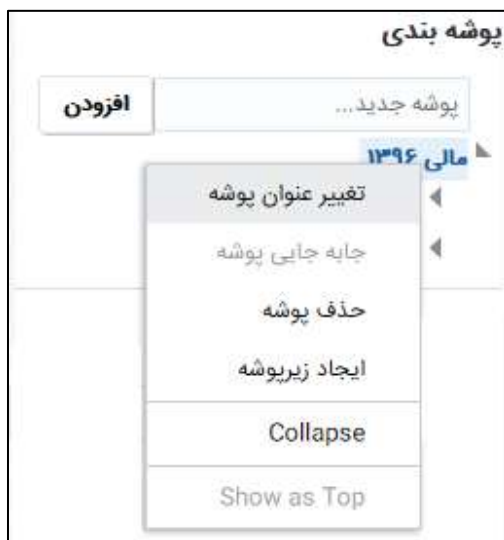 پوشه بندی
پوشه جدید...
افزودن
مالی ۱۳۹۶
تغییر عنوان پوشه
جابه جایی پوشه
حذف پوشه
ایجاد زیرپوشه
Collapse
Show as Top